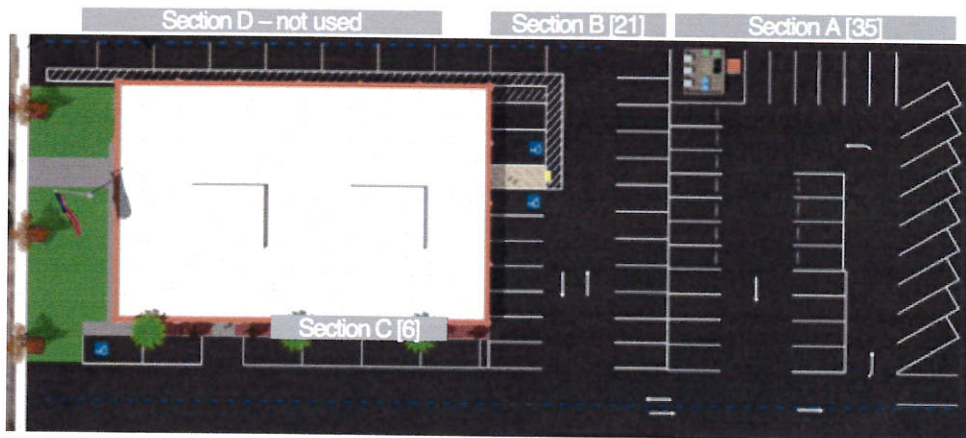 Section D – not used
Section B [21]
Section A [35]
Section C [6]